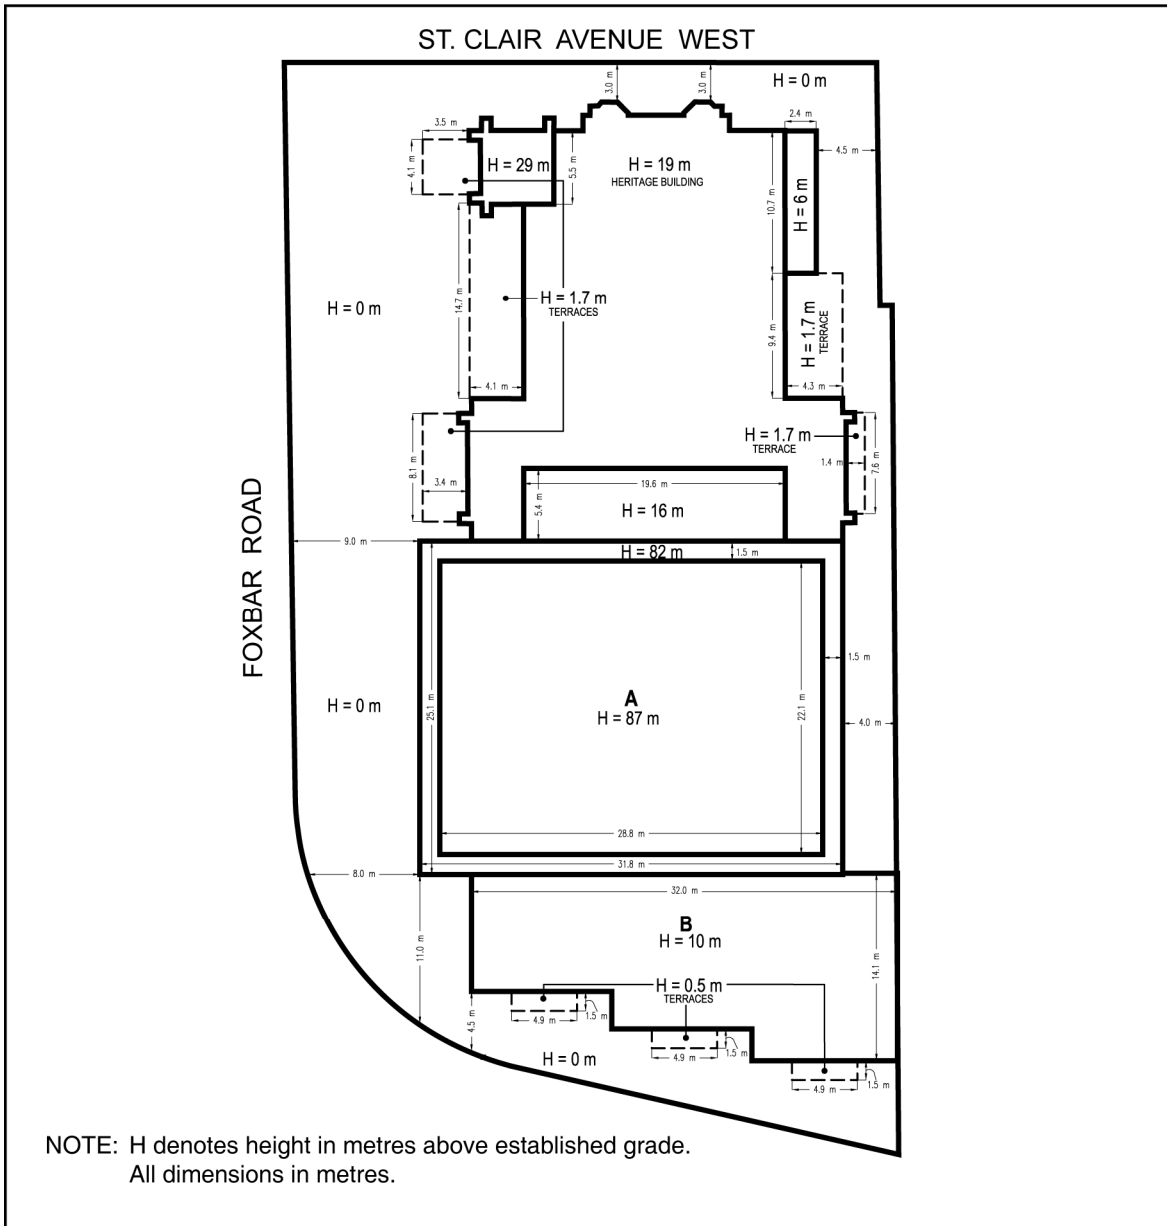 ST. CLAIR AVENUE WEST
3.0 m
3.0 m
H = 0 m
2.4 m
3.5 m
4.1 m
H = 29 m
5.5 m
H = 19 m
HERITAGE BUILDING
4.5 m
10.7 m
H = 6 m
H = 0 m
14.7 m
H = 1.7 m
TERRACES
9.4 m
H = 1.7 m
TERRACE
4.1 m
4.3 m
8.1 m
3.4 m
H = 1.7 m
TERRACE
1.4 m
7.6 m
19.6 m
5.4 m
H = 16 m
FOXBAR ROAD
9.0 m
H = 82 m
1.5 m
1.5 m
H = 0 m
25.1 m
A
H = 87 m
22.1 m
4.0 m
28.8 m
31.8 m
8.0 m
32.0 m
11.0 m
B
H = 10 m
14.1 m
H = 0.5 m
TERRACES
4.5 m
4.9 m
1.5 m
4.9 m
1.5 m
4.9 m
1.5 m
H = 0 m
NOTE: H denotes height in metres above established grade.
All dimensions in metres.